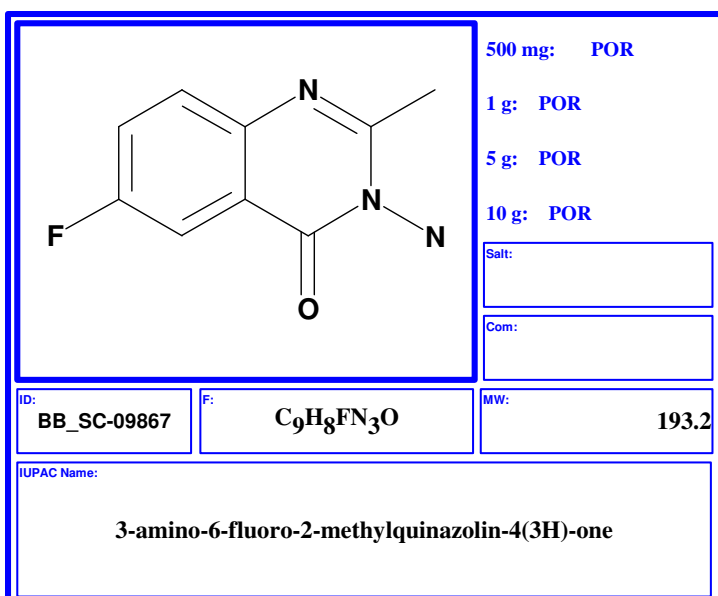 500 mg: POR
1 g: POR
5 g: POR
10 g: POR
N
N
N
F
O
Salt:
Com:
ID:
BB_SC-09867
F:
C₉H₈FN₃O
MW:
193.2
IUPAC Name:
3-amino-6-fluoro-2-methylquinazolin-4(3H)-one